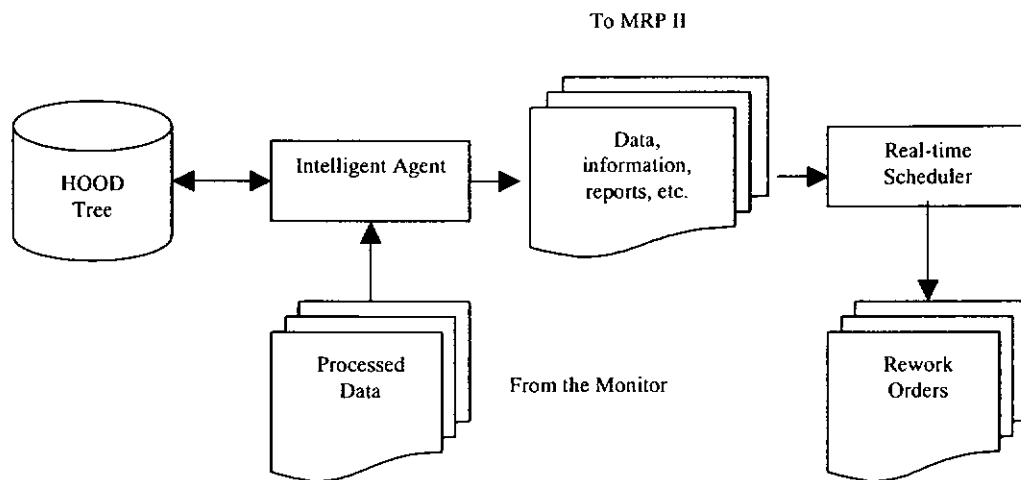 To MRP II
HOOD
Tree
Intelligent Agent
Data,
information,
reports, etc.
Real-time
Scheduler
Processed
Data
From the Monitor
Rework
Orders